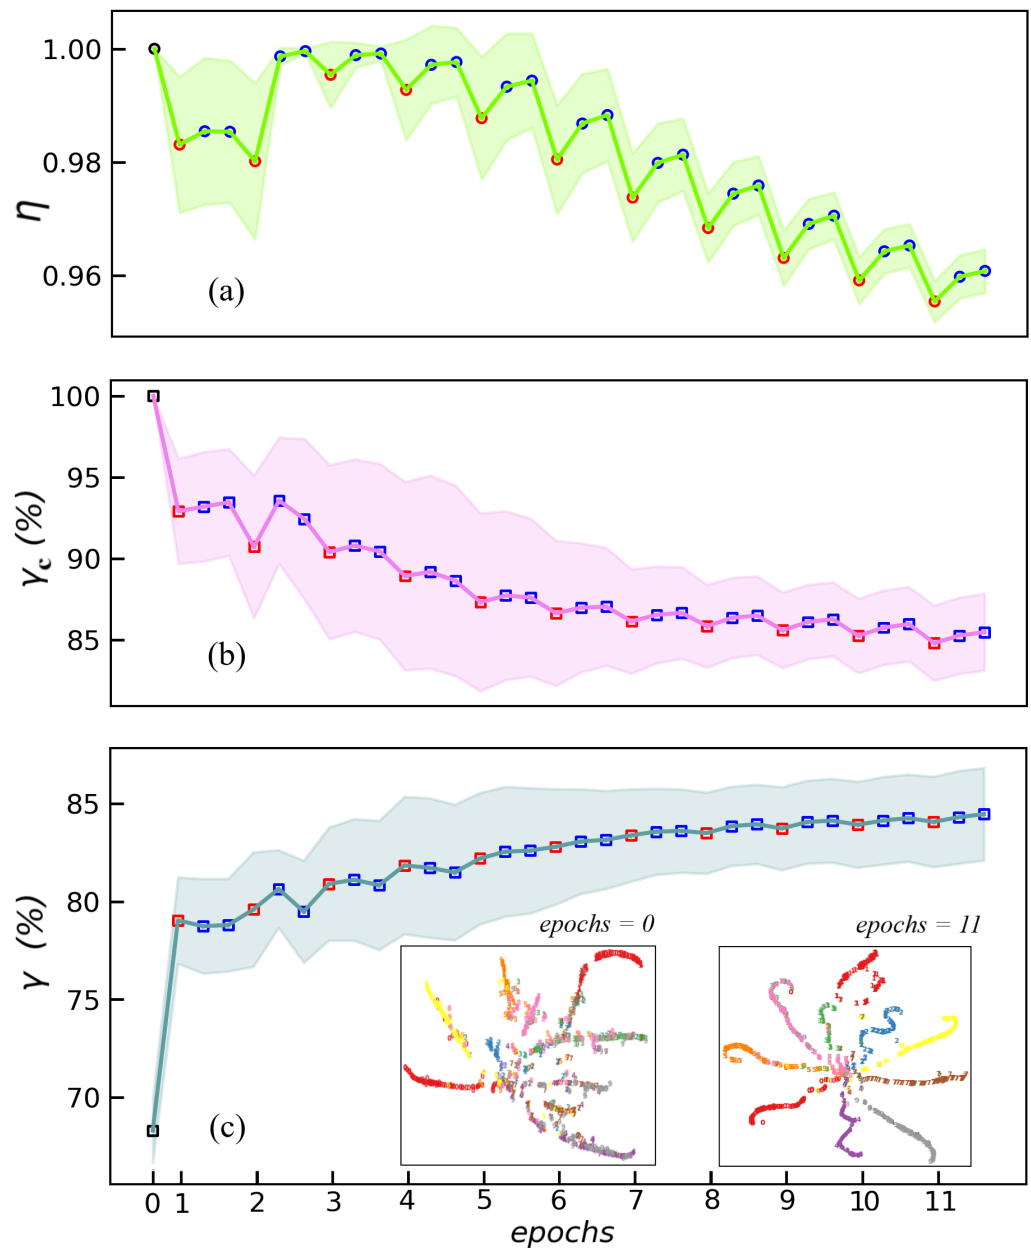 1.00
0.98
0.96
η
(a)
100
95
90
85
γc (%)
(b)
85
80
75
70
γ (%)
(c)
epochs = 0
epochs = 11
0 1 2 3 4 5 6 7 8 9 10 11
epochs